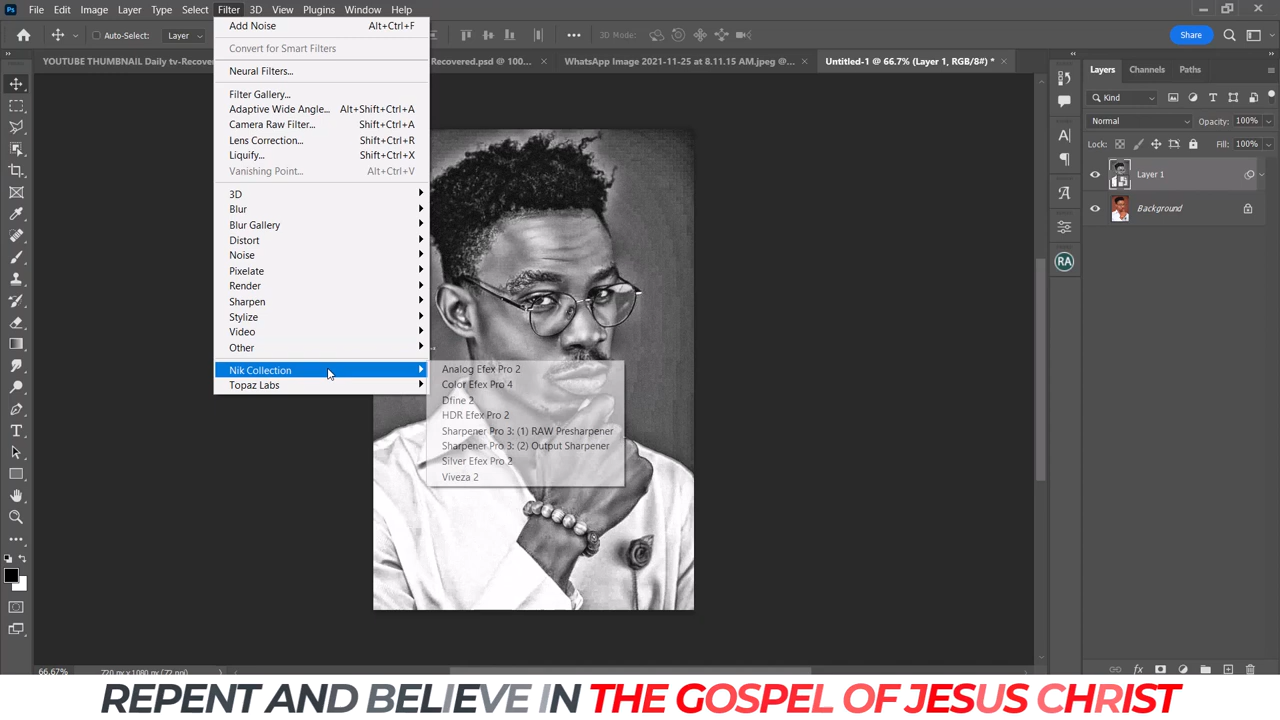 Ps File Edit Image Layer Type Select Filter 3D View Plugins Window Help
Auto-Select: Layer 3D Mode: Share
YOUTUBE THUMBNAIL Daily tv-Recover Recovered.psd @ 100... WhatsApp Image 2021-11-25 at 8.11.15 AM.jpeg @... Untitled-1 @ 66.7% (Layer 1, RGB/8#) *
Add Noise Alt+Ctrl+F
Convert for Smart Filters
Neural Filters...
Filter Gallery...
Adaptive Wide Angle... Alt+Shift+Ctrl+A
Camera Raw Filter... Shift+Ctrl+A
Lens Correction... Shift+Ctrl+R
Liquify... Shift+Ctrl+X
Vanishing Point... Alt+Ctrl+V
3D
Blur
Blur Gallery
Distort
Noise
Pixelate
Render
Sharpen
Stylize
Video
Other
Nik Collection
Topaz Labs
Analog Efex Pro 2
Color Efex Pro 4
Dfine 2
HDR Efex Pro 2
Sharpener Pro 3: (1) RAW Presharpener
Sharpener Pro 3: (2) Output Sharpener
Silver Efex Pro 2
Viveza 2
RA
Layers Channels Paths
Kind
Normal Opacity: 100%
Lock: Fill: 100%
Layer 1
Background
66.67% 720 px x 1080 px (72 ppi)
REPENT AND BELIEVE IN THE GOSPEL OF JESUS CHRIST